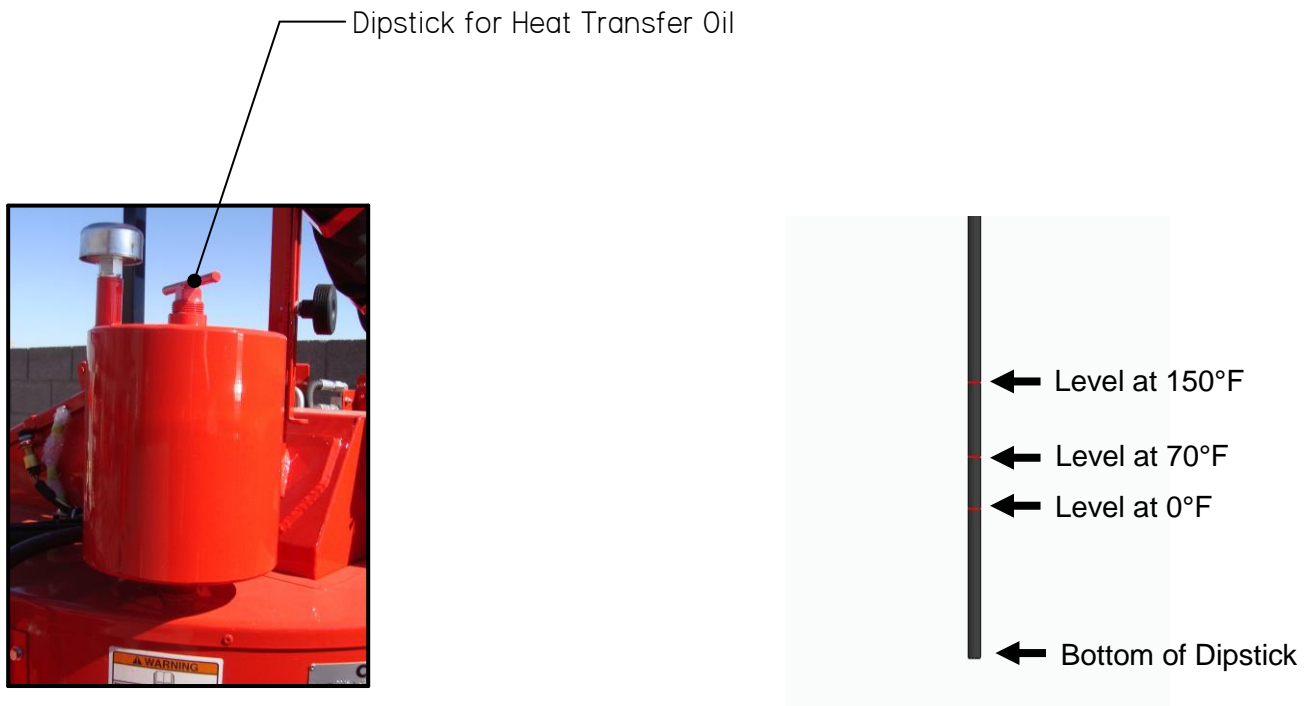 Dipstick for Heat Transfer Oil
Level at 150°F
Level at 70°F
Level at 0°F
Bottom of Dipstick
WARNING